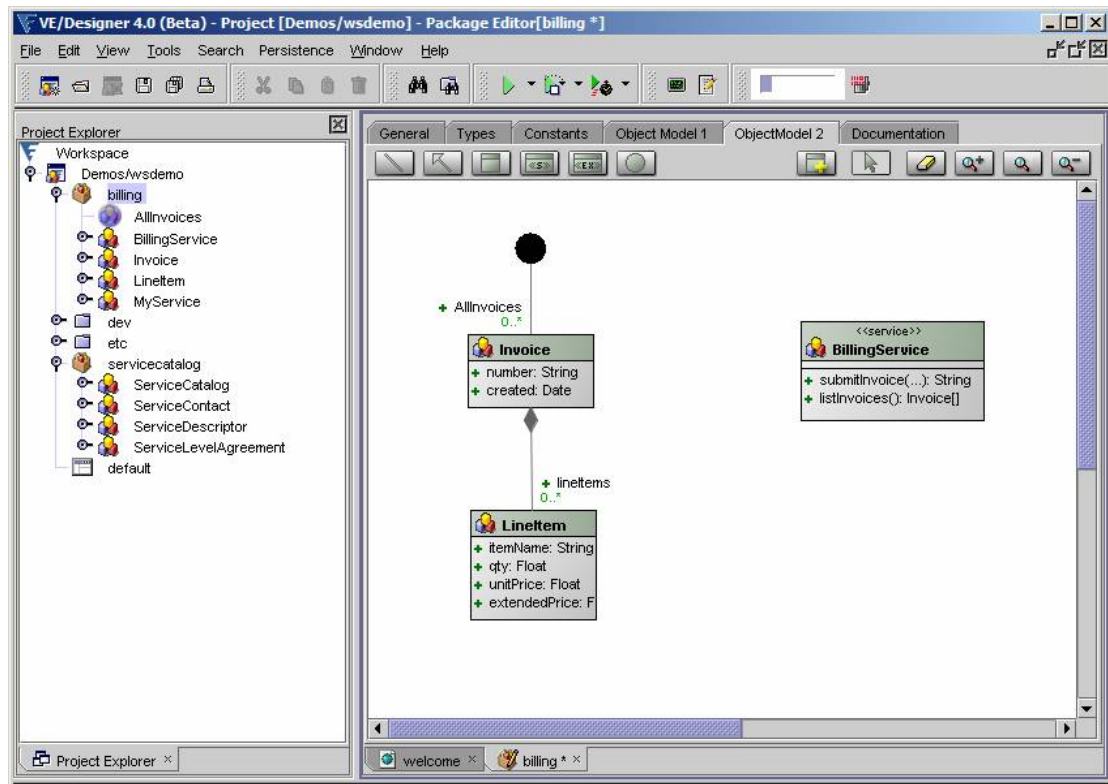 VE/Designer 4.0 (Beta) - Project [Demos/wsdemo] - Package Editor[billing *]
File Edit View Tools Search Persistence Window Help
Project Explorer
Workspace
Demos/wsdemo
billing
AllInvoices
BillingService
Invoice
LineItem
MyService
dev
etc
servicecatalog
ServiceCatalog
ServiceContact
ServiceDescriptor
ServiceLevelAgreement
default
Project Explorer
General Types Constants Object Model 1 ObjectModel 2 Documentation
«S» «EX»
+ AllInvoices
0..*
Invoice
+ number: String
+ created: Date
+ lineItems
0..*
LineItem
+ itemName: String
+ qty: Float
+ unitPrice: Float
+ extendedPrice: F
<<service>>
BillingService
+ submitInvoice(...): String
+ listInvoices(): Invoice[]
welcome billing *